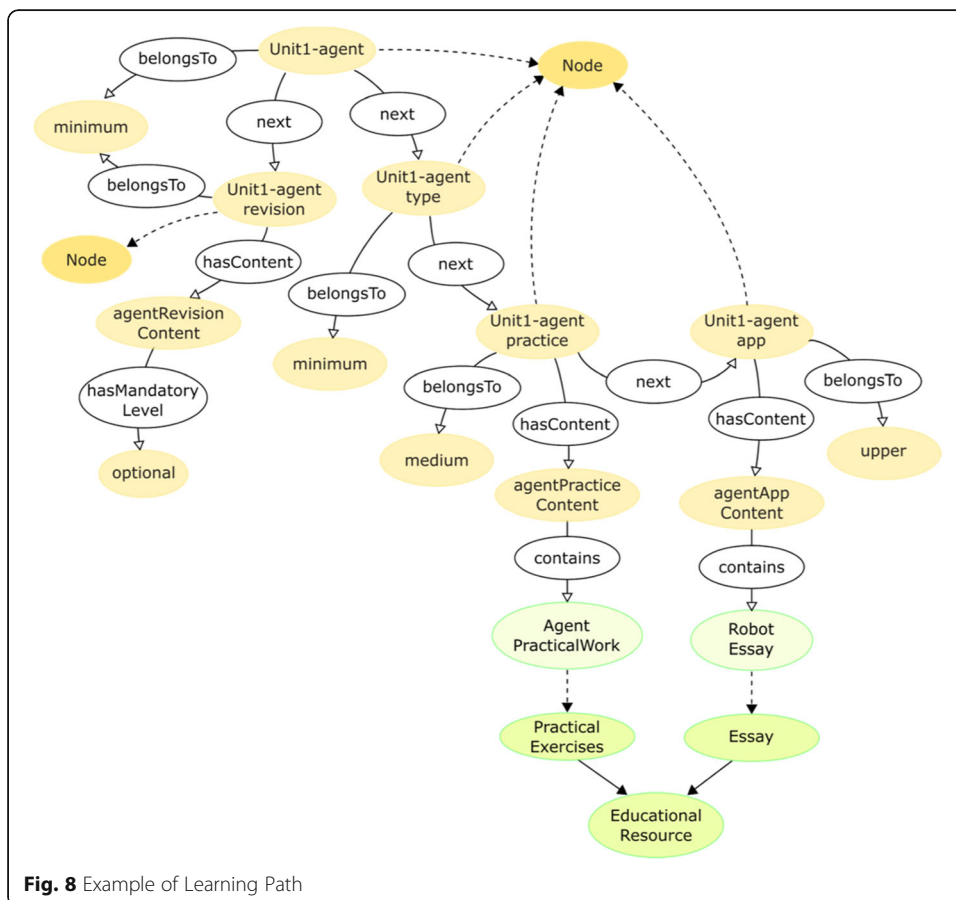 Unit1-agent
belongsTo
Node
next
next
minimum
belongsTo
Unit1-agent
revision
Unit1-agent
type
Node
hasContent
next
belongsTo
agentRevision
Content
Unit1-agent
practice
Unit1-agent
app
minimum
hasMandatory
Level
belongsTo
next
belongsTo
hasContent
hasContent
optional
medium
upper
agentPractice
Content
agentApp
Content
contains
contains
Agent
PracticalWork
Robot
Essay
Practical
Exercises
Essay
Educational
Resource
Fig. 8 Example of Learning Path